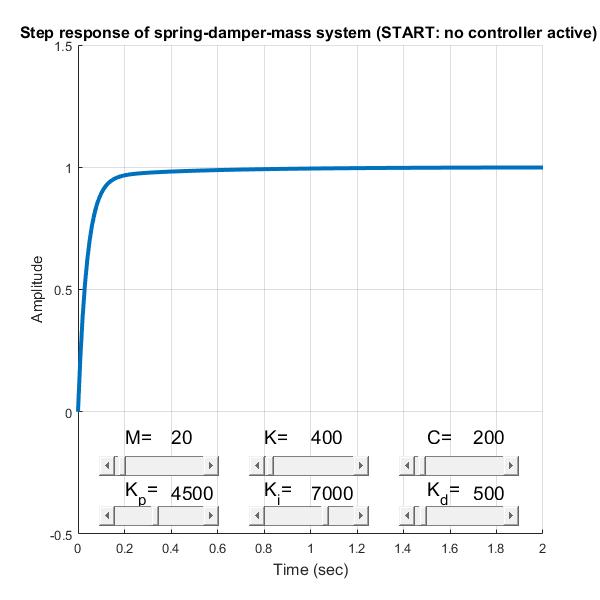 Step response of spring-damper-mass system (START: no controller active)
1.5
1
0.5
0
-0.5
Amplitude
M= 20 K= 400 C= 200
Kp= 4500 Ki= 7000 Kd= 500
0 0.2 0.4 0.6 0.8 1 1.2 1.4 1.6 1.8 2
Time (sec)